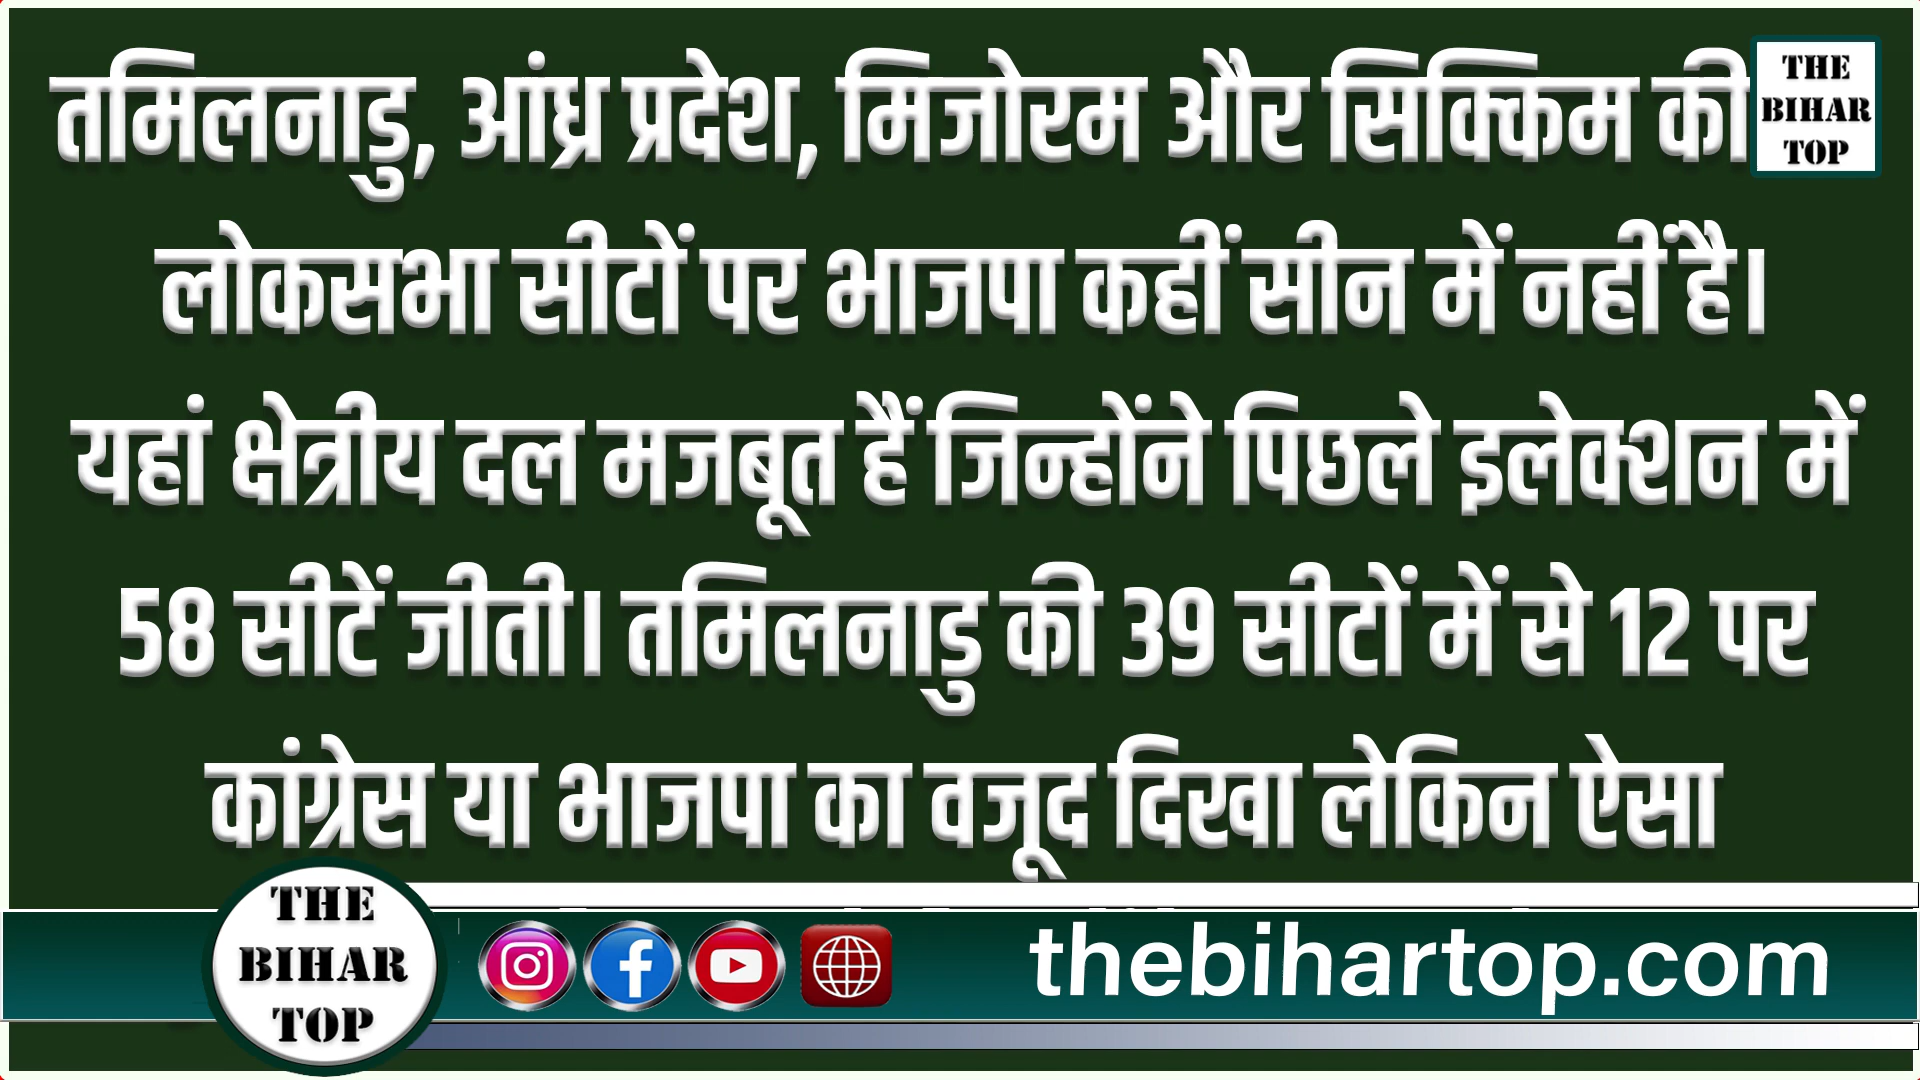 तमिलनाडु, आंध्र प्रदेश, मिजोरम और सिक्किम की
THE
BIHAR
TOP
लोकसभा सीटों पर भाजपा कहीं सीन में नहीं है।
यहां क्षेत्रीय दल मजबूत हैं जिन्होंने पिछले इलेक्शन में
58 सीटें जीती। तमिलनाडु की 39 सीटों में से 12 पर
कांग्रेस या भाजपा का वजूद दिखा लेकिन ऐसा
THE
BIHAR
TOP
thebihartop.com